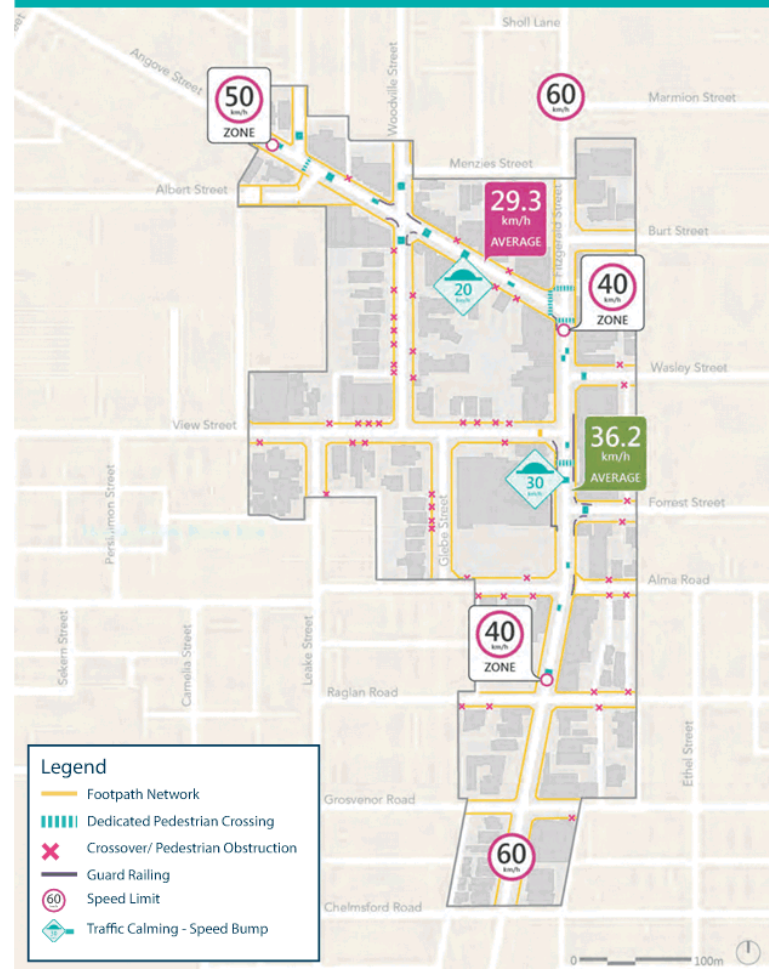 Sholl Lane
Angove Street
Woodville Street
50
km/h
ZONE
60
km/h
Marmion Street
Menzies Street
Albert Street
29.3
km/h
AVERAGE
Fitzgerald Street
Burt Street
20
km/h
40
km/h
ZONE
Wasley Street
View Street
36.2
km/h
AVERAGE
30
km/h
Persimmon Street
Glebe Street
Forrest Street
Alma Road
40
km/h
ZONE
Sekem Street
Camelia Street
Leake Street
Raglan Road
Ethel Street
Legend
Footpath Network
Dedicated Pedestrian Crossing
Crossover/ Pedestrian Obstruction
Guard Railing
60
Speed Limit
Traffic Calming - Speed Bump
Grosvenor Road
60
km/h
Chelmsford Road
0
100m